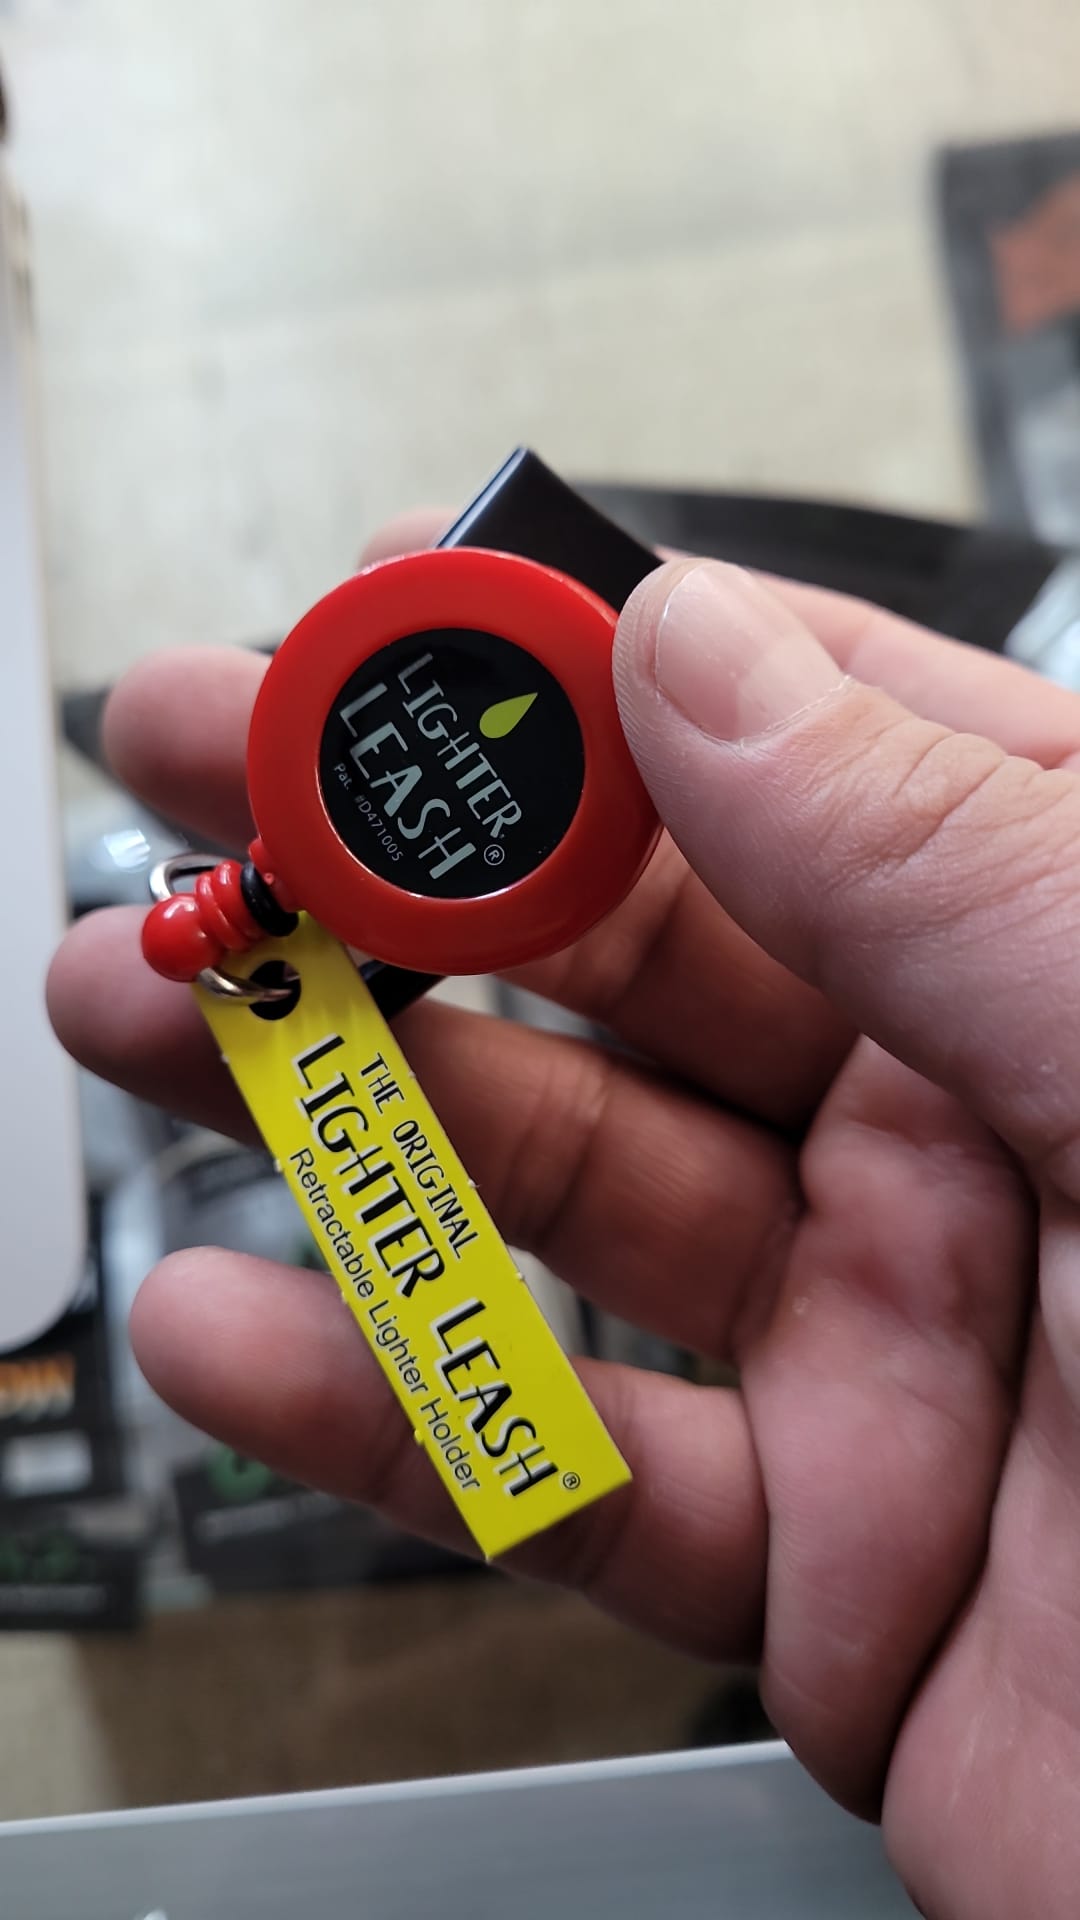 LIGHTER
LEASH®
Pat. #D471005
THE ORIGINAL
LIGHTER LEASH®
Retractable Lighter Holder